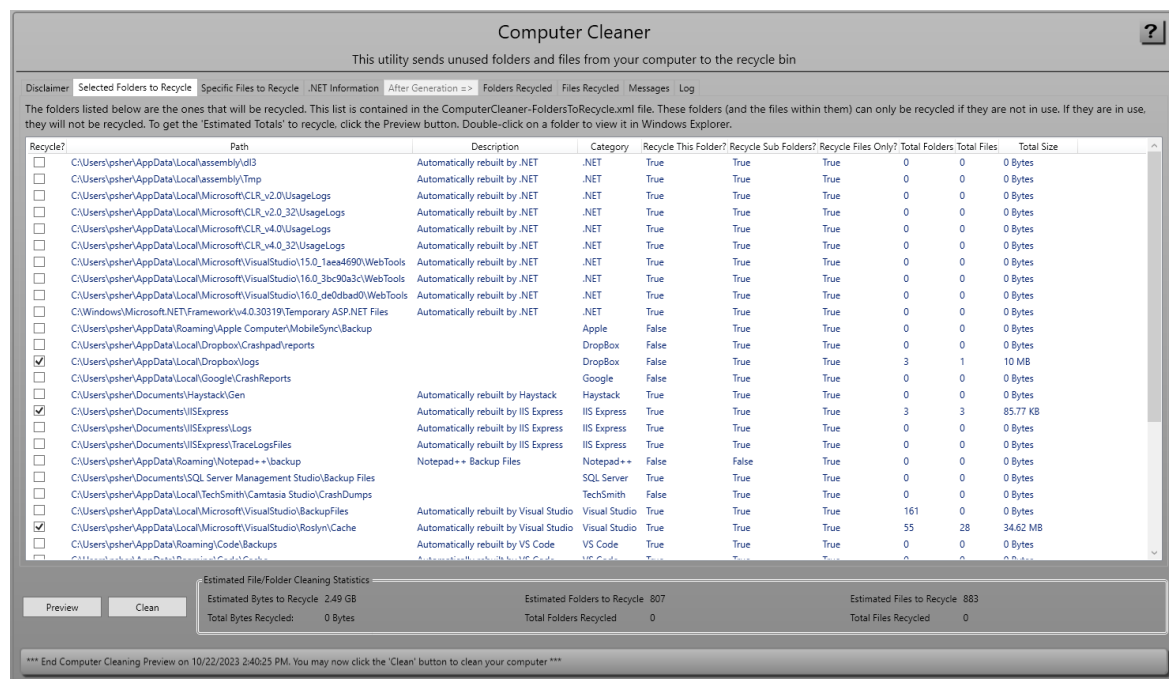 Computer Cleaner
?
This utility sends unused folders and files from your computer to the recycle bin
Disclaimer Selected Folders to Recycle Specific Files to Recycle .NET Information After Generation => Folders Recycled Files Recycled Messages Log
The folders listed below are the ones that will be recycled. This list is contained in the ComputerCleaner-FoldersToRecycle.xml file. These folders (and the files within them) can only be recycled if they are not in use. If they are in use,
they will not be recycled. To get the 'Estimated Totals' to recycle, click the Preview button. Double-click on a folder to view it in Windows Explorer.
Recycle? Path Description Category Recycle This Folder? Recycle Sub Folders? Recycle Files Only? Total Folders Total Files Total Size
C:\Users\psher\AppData\Local\assembly\dl3 Automatically rebuilt by .NET .NET True True True 0 0 0 Bytes
C:\Users\psher\AppData\Local\assembly\Tmp Automatically rebuilt by .NET .NET True True True 0 0 0 Bytes
C:\Users\psher\AppData\Local\Microsoft\CLR_v2.0\UsageLogs Automatically rebuilt by .NET .NET True True True 0 0 0 Bytes
C:\Users\psher\AppData\Local\Microsoft\CLR_v2.0_32\UsageLogs Automatically rebuilt by .NET .NET True True True 0 0 0 Bytes
C:\Users\psher\AppData\Local\Microsoft\CLR_v4.0\UsageLogs Automatically rebuilt by .NET .NET True True True 0 0 0 Bytes
C:\Users\psher\AppData\Local\Microsoft\CLR_v4.0_32\UsageLogs Automatically rebuilt by .NET .NET True True True 0 0 0 Bytes
C:\Users\psher\AppData\Local\Microsoft\VisualStudio\15.0_1aea4690\WebTools Automatically rebuilt by .NET .NET True True True 0 0 0 Bytes
C:\Users\psher\AppData\Local\Microsoft\VisualStudio\16.0_3bc90a3c\WebTools Automatically rebuilt by .NET .NET True True True 0 0 0 Bytes
C:\Users\psher\AppData\Local\Microsoft\VisualStudio\16.0_de0dbad0\WebTools Automatically rebuilt by .NET .NET True True True 0 0 0 Bytes
C:\Windows\Microsoft.NET\Framework\v4.0.30319\Temporary ASP.NET Files Automatically rebuilt by .NET .NET True True True 0 0 0 Bytes
C:\Users\psher\AppData\Roaming\Apple Computer\MobileSync\Backup Apple False True True 0 0 0 Bytes
C:\Users\psher\AppData\Local\Dropbox\Crashpad\reports DropBox False True True 0 0 0 Bytes
C:\Users\psher\AppData\Local\Dropbox\logs DropBox False True True 3 1 10 MB
C:\Users\psher\AppData\Local\Google\CrashReports Google False True True 0 0 0 Bytes
C:\Users\psher\Documents\Haystack\Gen Automatically rebuilt by Haystack Haystack True True True 0 0 0 Bytes
C:\Users\psher\Documents\IISExpress Automatically rebuilt by IIS Express IIS Express True True True 3 3 85.77 KB
C:\Users\psher\Documents\IISExpress\Logs Automatically rebuilt by IIS Express IIS Express True True True 0 0 0 Bytes
C:\Users\psher\Documents\IISExpress\TraceLogsFiles Automatically rebuilt by IIS Express IIS Express True True True 0 0 0 Bytes
C:\Users\psher\AppData\Roaming\Notepad++\backup Notepad++ Backup Files Notepad++ False False True 0 0 0 Bytes
C:\Users\psher\Documents\SQL Server Management Studio\Backup Files SQL Server True True True 0 0 0 Bytes
C:\Users\psher\AppData\Local\TechSmith\Camtasia Studio\CrashDumps TechSmith False True True 0 0 0 Bytes
C:\Users\psher\AppData\Local\Microsoft\VisualStudio\BackupFiles Automatically rebuilt by Visual Studio Visual Studio True True True 161 0 0 Bytes
C:\Users\psher\AppData\Local\Microsoft\VisualStudio\Roslyn\Cache Automatically rebuilt by Visual Studio Visual Studio True True True 55 28 34.62 MB
C:\Users\psher\AppData\Roaming\Code\Backups Automatically rebuilt by VS Code VS Code True True True 0 0 0 Bytes
Estimated File/Folder Cleaning Statistics
Preview Clean
Estimated Bytes to Recycle 2.49 GB Estimated Folders to Recycle 807 Estimated Files to Recycle 883
Total Bytes Recycled: 0 Bytes Total Folders Recycled 0 Total Files Recycled 0
*** End Computer Cleaning Preview on 10/22/2023 2:40:25 PM. You may now click the 'Clean' button to clean your computer ***